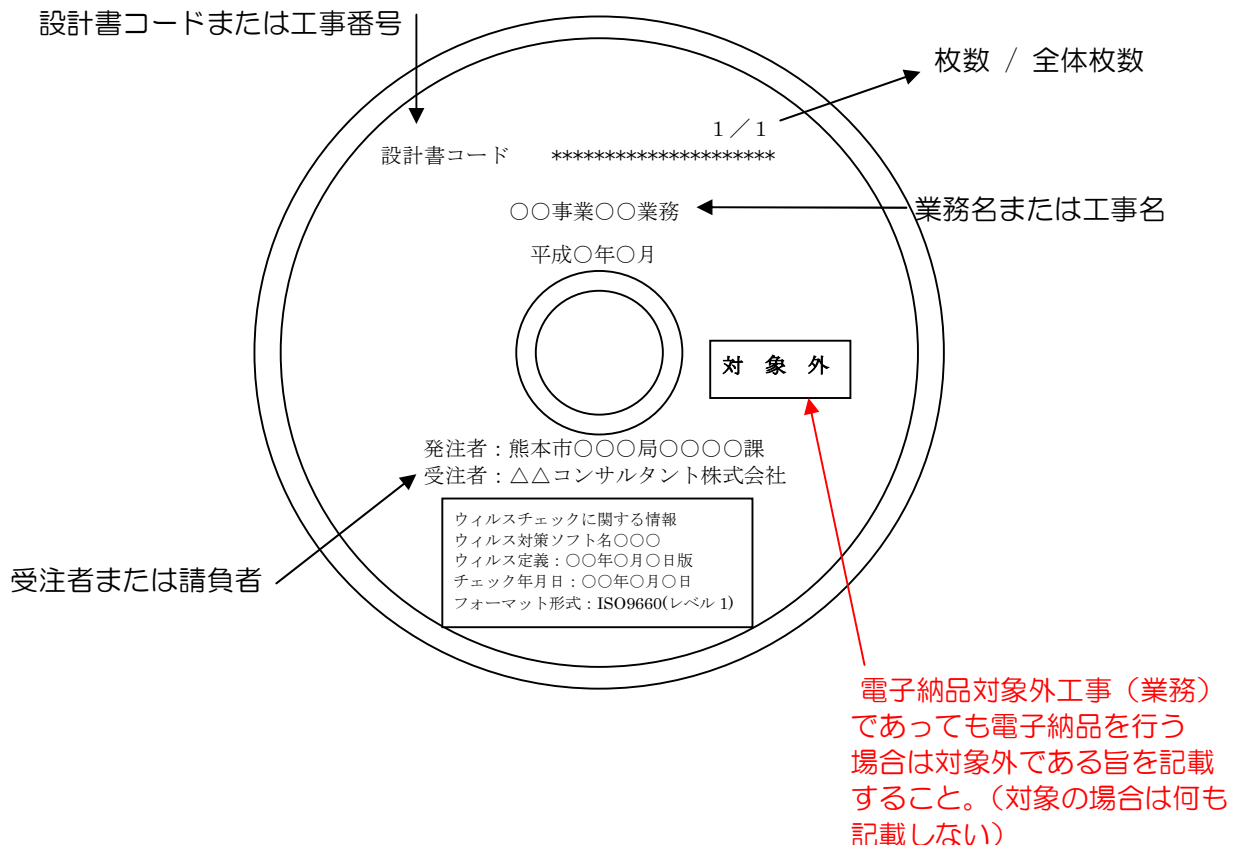 設計書コードまたは工事番号
枚数 / 全体枚数
1/1
設計書コード *********************
○○事業○○業務
業務名または工事名
平成○年○月
対 象 外
発注者:熊本市○○○局○○○○課
受注者:△△コンサルタント株式会社
ウィルスチェックに関する情報
ウィルス対策ソフト名○○○
ウィルス定義:○○年○月○日版
チェック年月日:○○年○月○日
フォーマット形式:ISO9660(レベル 1)
受注者または請負者
電子納品対象外工事(業務)
であっても電子納品を行う
場合は対象外である旨を記載
すること。(対象の場合は何も
記載しない)